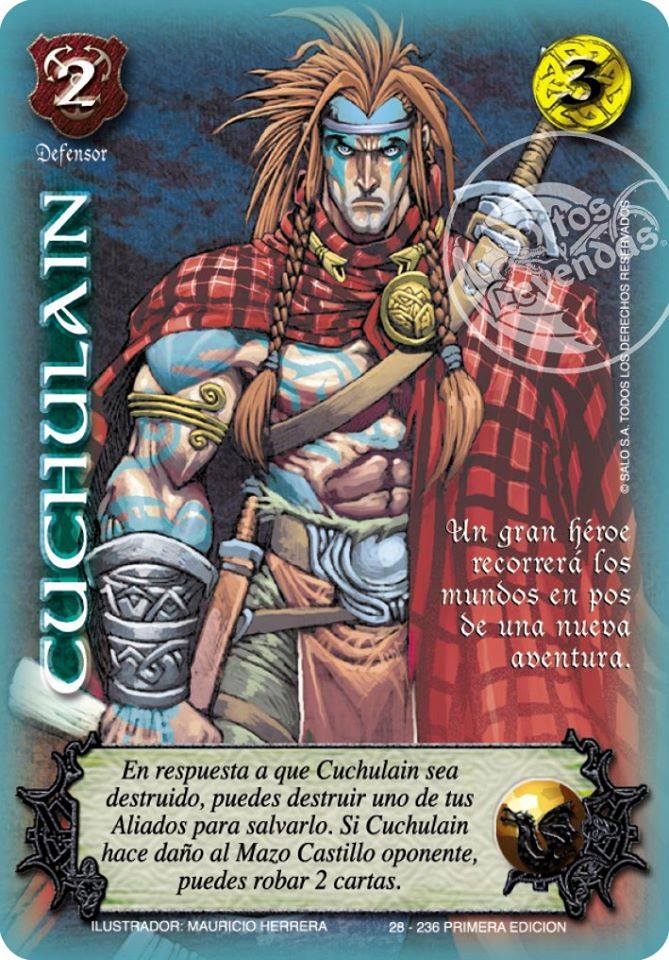 2
3
Defensor
CUCHULAIN
Mitos
y
Leyendas
®
© SALO S.A. TODOS LOS DERECHOS RESERVADOS
Un gran héroe
recorrerá los
mundos en pos
de una nueva
aventura.
En respuesta a que Cuchulain sea
destruido, puedes destruir uno de tus
Aliados para salvarlo. Si Cuchulain
hace daño al Mazo Castillo oponente,
puedes robar 2 cartas.
ILUSTRADOR: MAURICIO HERRERA
28 - 236 PRIMERA EDICION